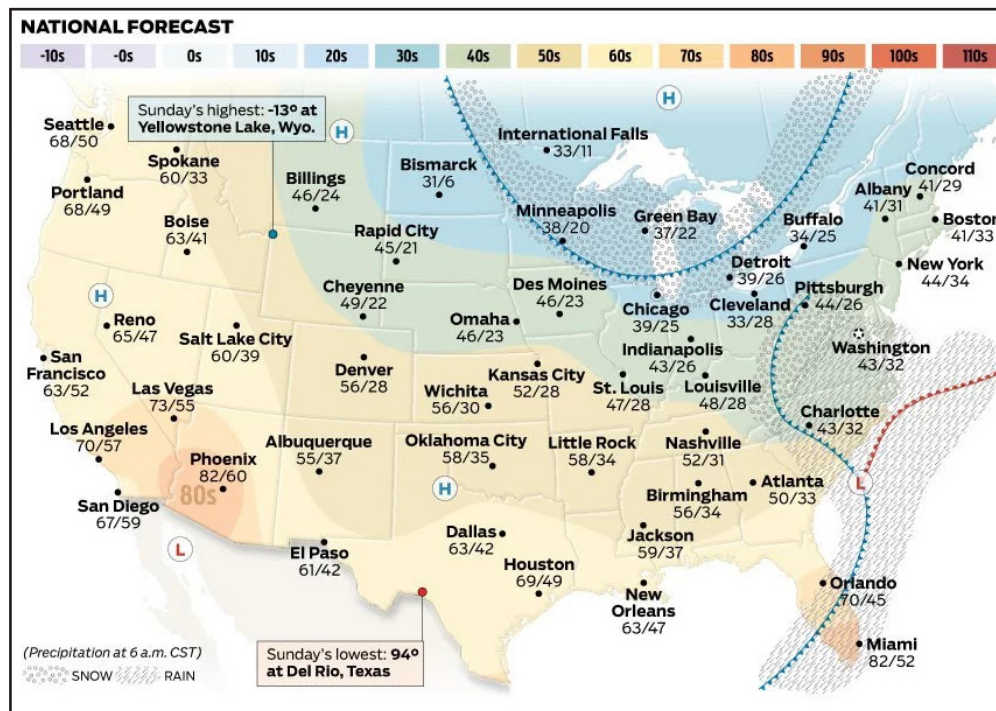 NATIONAL FORECAST
-10s -0s 0s 10s 20s 30s 40s 50s 60s 70s 80s 90s 100s 110s
Sunday's highest: -13° at
Yellowstone Lake, Wyo.
H
H
Seattle
68/50
Spokane
60/33
Portland
68/49
Boise
63/41
Billings
46/24
Bismarck
31/6
International Falls
33/11
Minneapolis
38/20
Green Bay
37/22
Rapid City
45/21
Concord
41/29
Albany
41/31
Boston
41/33
Buffalo
34/25
New York
44/34
Detroit
39/26
Pittsburgh
44/26
Cheyenne
49/22
Des Moines
46/23
Chicago
39/25
Cleveland
33/28
H
Reno
65/47
Salt Lake City
60/39
Omaha
46/23
Indianapolis
43/26
Washington
43/32
San
Francisco
63/52
Denver
56/28
Kansas City
52/28
St. Louis
47/28
Louisville
48/28
Las Vegas
73/55
Wichita
56/30
Charlotte
43/32
Los Angeles
70/57
Phoenix
82/60
80s
Albuquerque
55/37
Oklahoma City
58/35
Little Rock
58/34
Nashville
52/31
H
L
San Diego
67/59
Birmingham
56/34
Atlanta
50/33
L
El Paso
61/42
Dallas
63/42
Jackson
59/37
Houston
69/49
New
Orleans
63/47
Orlando
70/45
Miami
82/52
Sunday's lowest: 94°
at Del Rio, Texas
(Precipitation at 6 a.m. CST)
SNOW RAIN